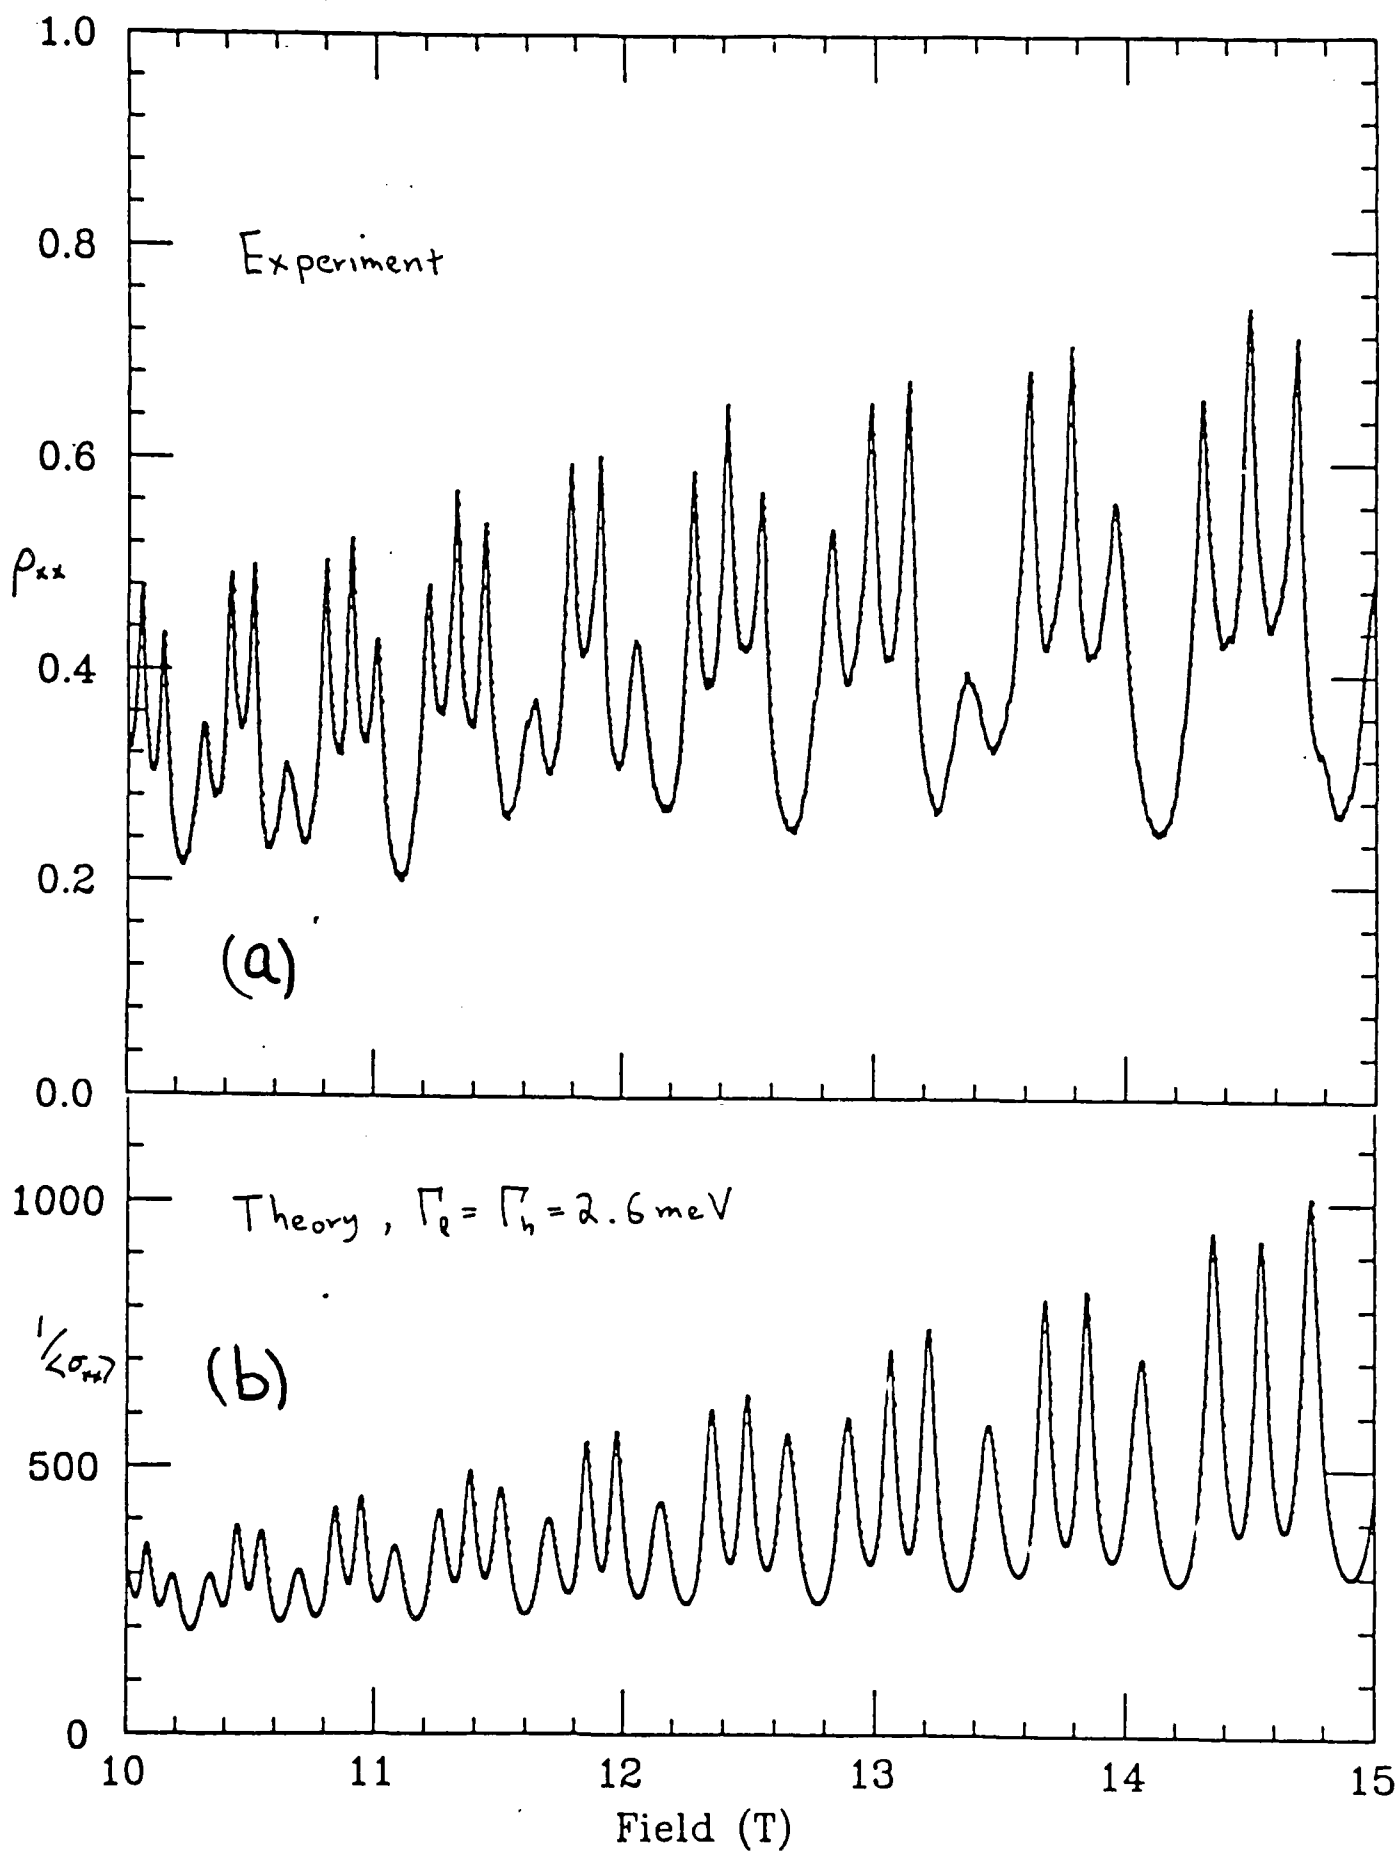 1.0
0.8
Experiment
0.6
ρxx
0.4
0.2
(a)
0.0
1000
Theory, Γℓ = Γh = 2.6 meV
1/<σxx>
(b)
500
0
10 11 12 13 14 15
Field (T)